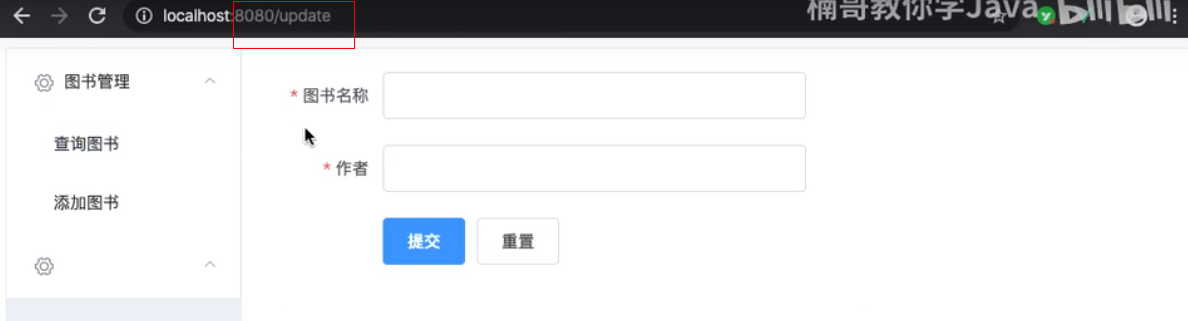 localhost:8080/update
楠哥教你学Java bilibili
图书管理
* 图书名称
查询图书
* 作者
添加图书
提交
重置